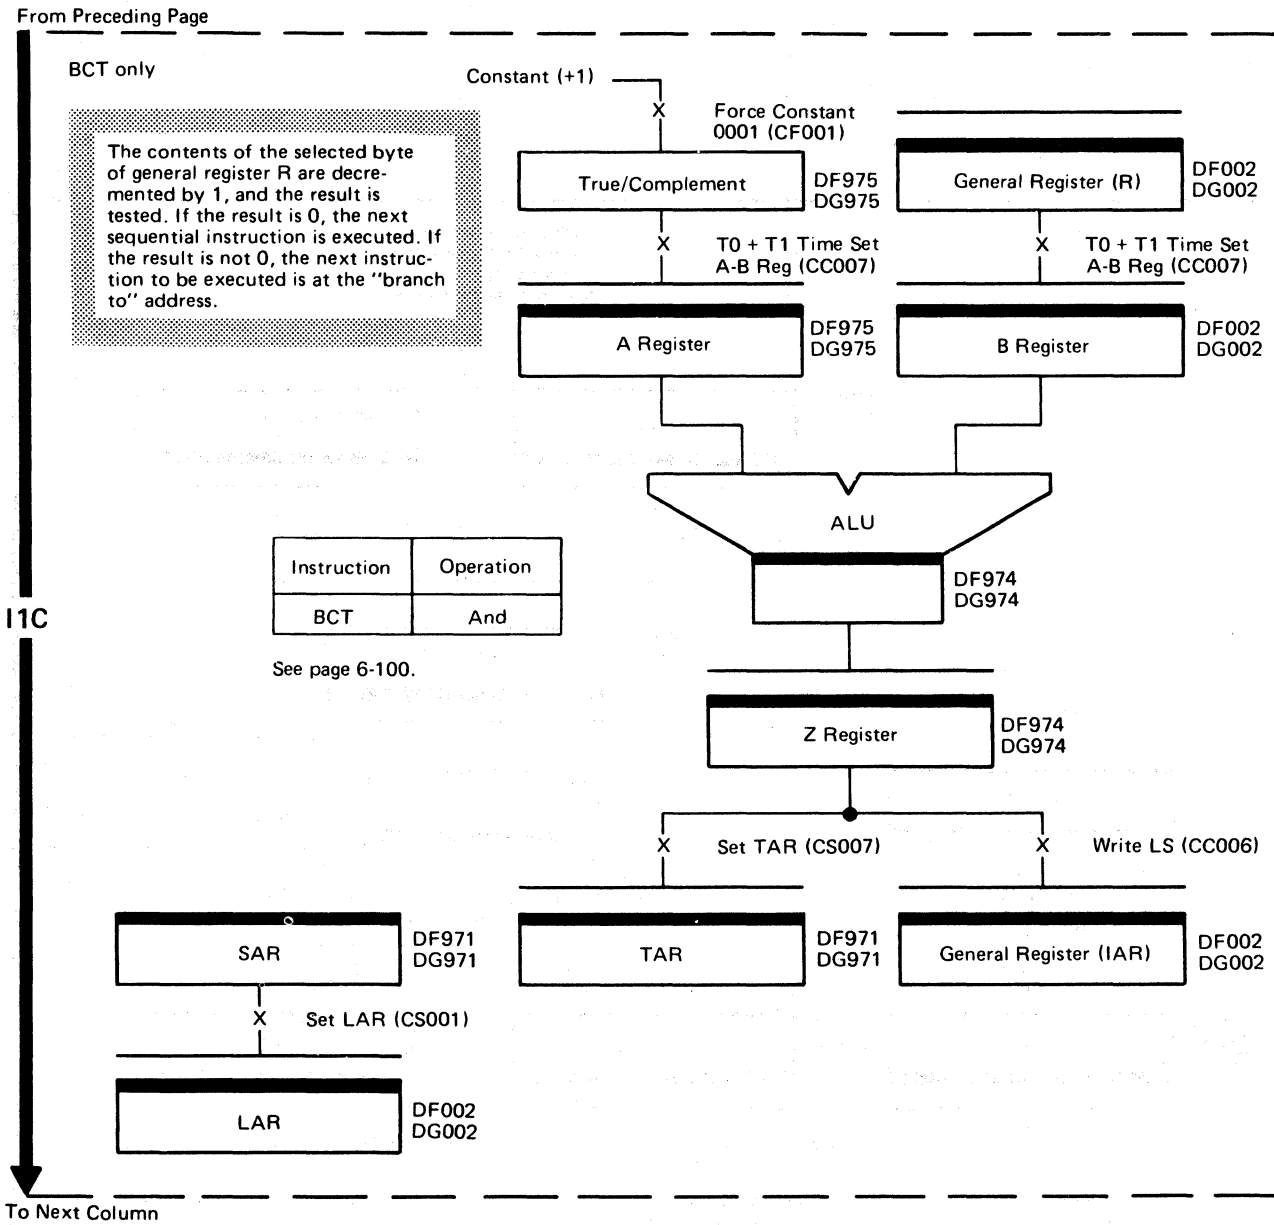 From Preceding Page
BCT only
Constant (+1)
X
Force Constant
0001 (CF001)
The contents of the selected byte
of general register R are decre-
mented by 1, and the result is
tested. If the result is 0, the next
sequential instruction is executed. If
the result is not 0, the next instruc-
tion to be executed is at the "branch
to" address.
True/Complement
DF975
DG975
General Register (R)
DF002
DG002
X
T0 + T1 Time Set
A-B Reg (CC007)
X
T0 + T1 Time Set
A-B Reg (CC007)
A Register
DF975
DG975
B Register
DF002
DG002
ALU
DF974
DG974
Instruction
Operation
BCT
And
See page 6-100.
I1C
Z Register
DF974
DG974
X
Set TAR (CS007)
X
Write LS (CC006)
SAR
DF971
DG971
TAR
DF971
DG971
General Register (IAR)
DF002
DG002
X
Set LAR (CS001)
LAR
DF002
DG002
To Next Column